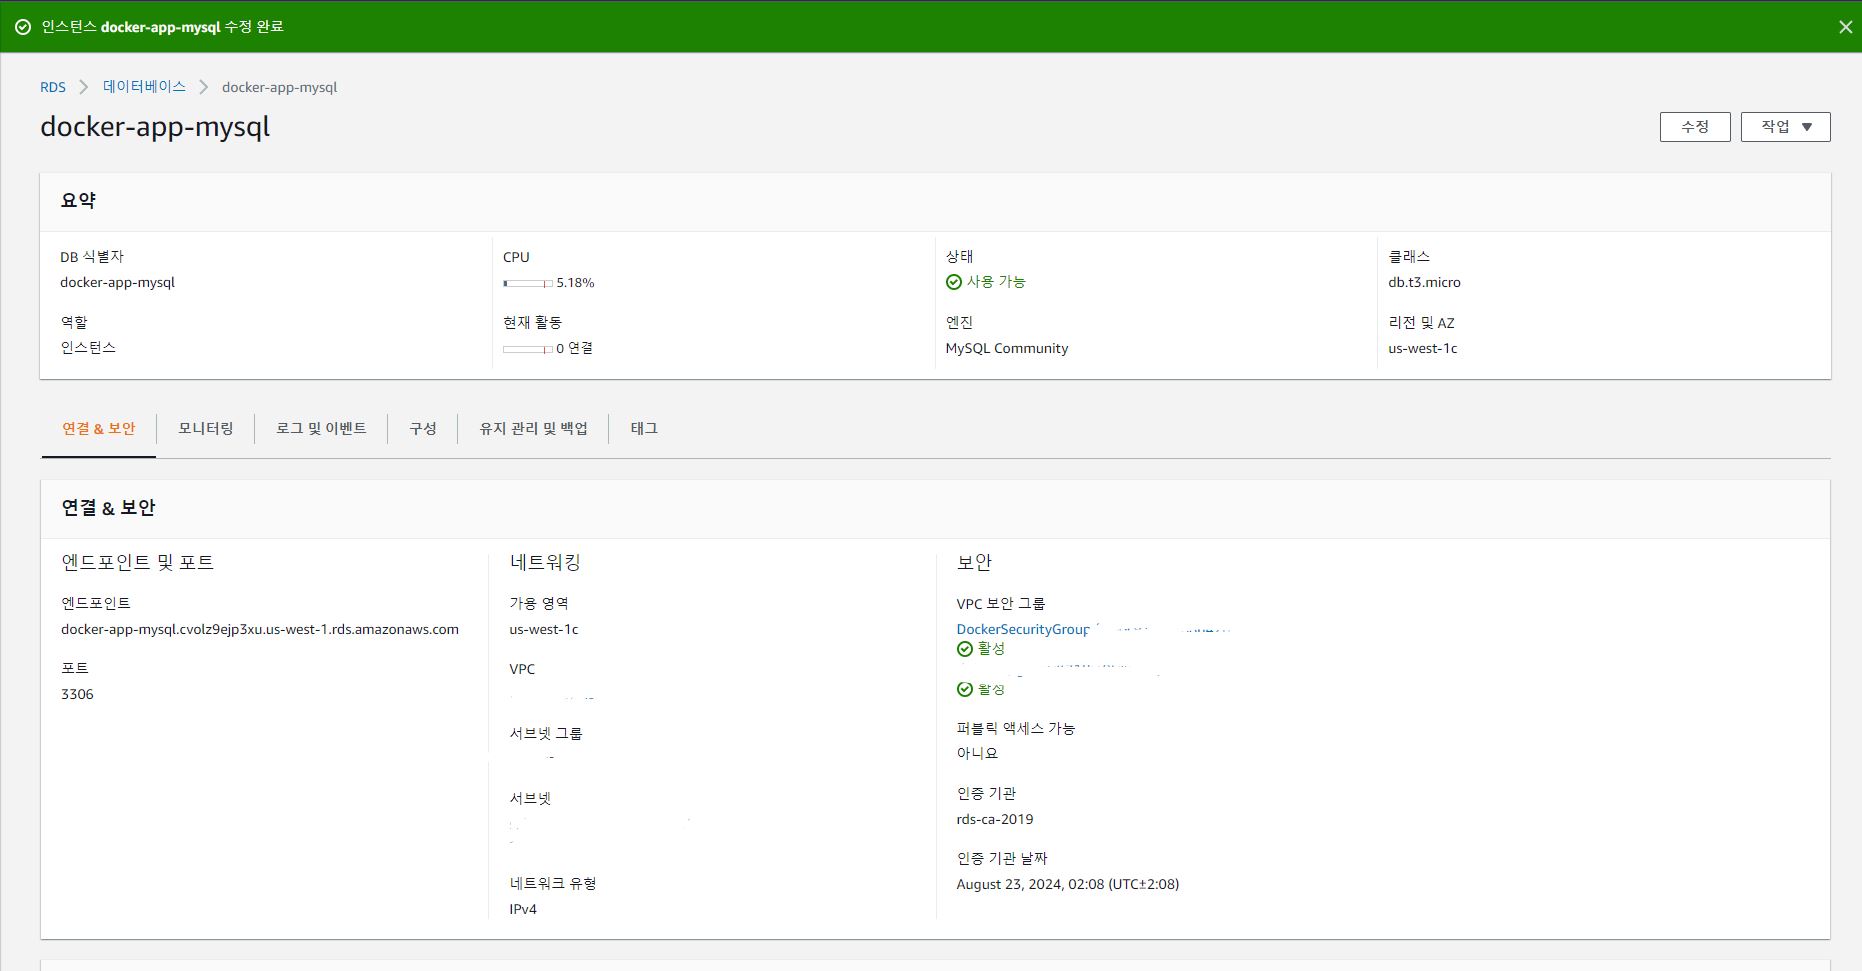 인스턴스 docker-app-mysql 수정 완료
RDS 데이터베이스 docker-app-mysql
docker-app-mysql
수정 작업
요약
DB 식별자
docker-app-mysql
역할
인스턴스
CPU
5.18%
현재 활동
0 연결
상태
사용 가능
엔진
MySQL Community
클래스
db.t3.micro
리전 및 AZ
us-west-1c
연결 & 보안 모니터링 로그 및 이벤트 구성 유지 관리 및 백업 태그
연결 & 보안
엔드포인트 및 포트
엔드포인트
docker-app-mysql.cvolz9ejp3xu.us-west-1.rds.amazonaws.com
포트
3306
네트워킹
가용 영역
us-west-1c
VPC
서브넷 그룹
서브넷
네트워크 유형
IPv4
보안
VPC 보안 그룹
DockerSecurityGroup
활성
활성
퍼블릭 액세스 가능
아니요
인증 기관
rds-ca-2019
인증 기관 날짜
August 23, 2024, 02:08 (UTC±2:08)